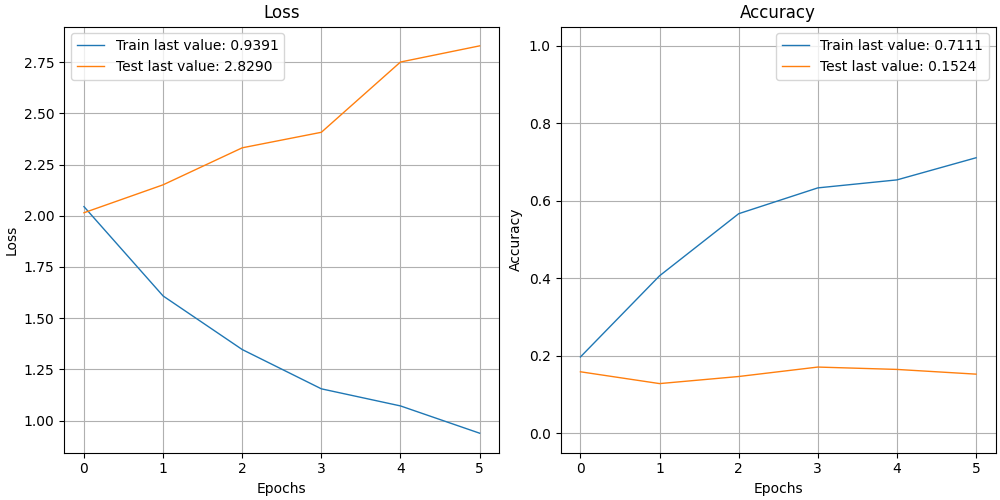 Loss
Train last value: 0.9391
Test last value: 2.8290
2.75
2.50
2.25
2.00
1.75
1.50
1.25
1.00
Loss
0
1
2
3
4
5
Epochs
Accuracy
Train last value: 0.7111
Test last value: 0.1524
1.0
0.8
0.6
0.4
0.2
0.0
Accuracy
0
1
2
3
4
5
Epochs